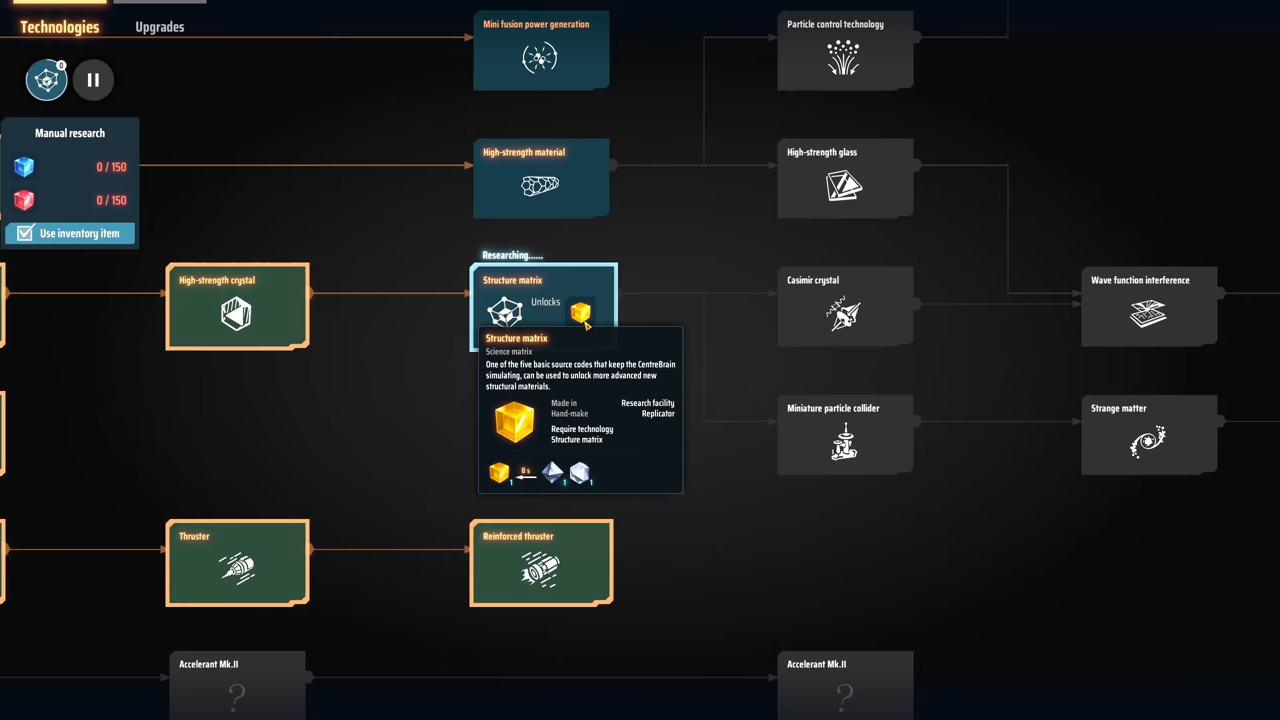 Technologies
Upgrades
0
Manual research
0 / 150
0 / 150
Use inventory item
Mini fusion power generation
Particle control technology
High-strength material
High-strength glass
High-strength crystal
Researching......
Structure matrix
Unlocks
Casimir crystal
Wave function interference
Structure matrix
Science matrix
One of the five basic source codes that keep the CentreBrain
simulating, can be used to unlock more advanced new
structural materials.
Made in Research facility
Hand-make Replicator
Require technology
Structure matrix
1 8 s 1 1
Miniature particle collider
Strange matter
Thruster
Reinforced thruster
Accelerant Mk.II
?
Accelerant Mk.II
?